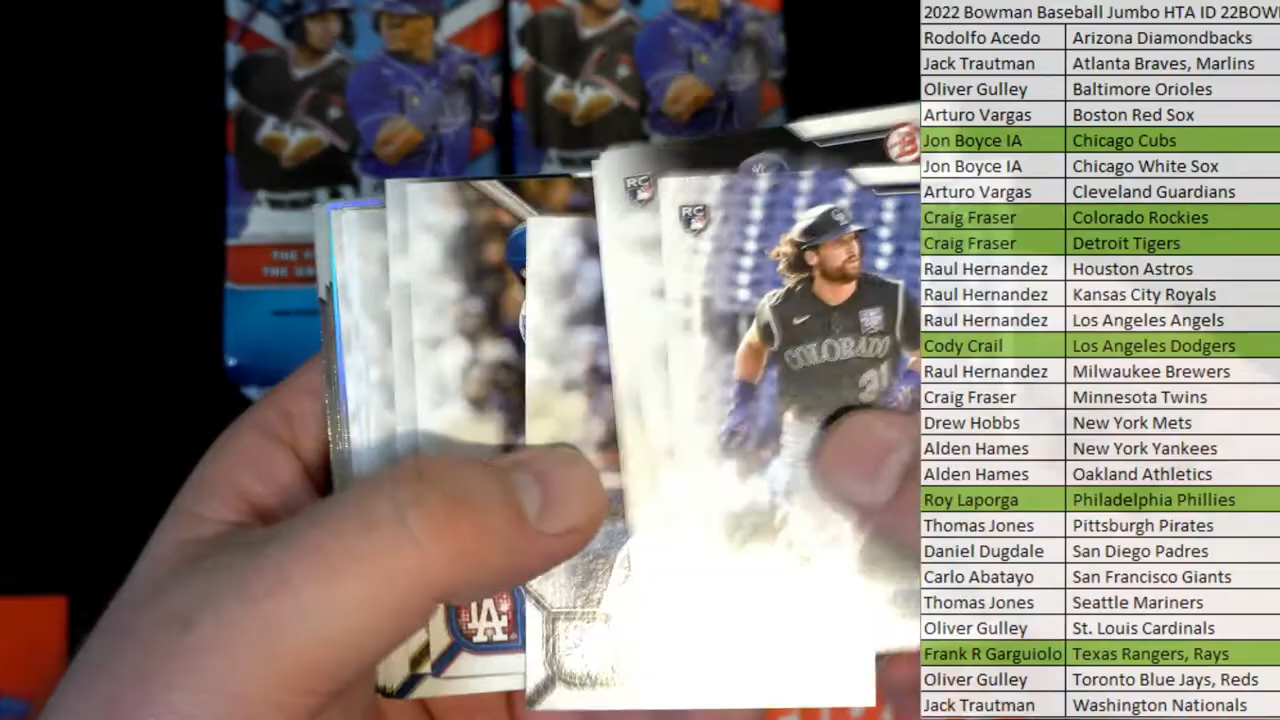 2022 Bowman Baseball Jumbo HTA ID 22BOW
Rodolfo Acedo Arizona Diamondbacks
Jack Trautman Atlanta Braves, Marlins
Oliver Gulley Baltimore Orioles
Arturo Vargas Boston Red Sox
Jon Boyce IA Chicago Cubs
Jon Boyce IA Chicago White Sox
Arturo Vargas Cleveland Guardians
Craig Fraser Colorado Rockies
Craig Fraser Detroit Tigers
Raul Hernandez Houston Astros
Raul Hernandez Kansas City Royals
Raul Hernandez Los Angeles Angels
Cody Crail Los Angeles Dodgers
Raul Hernandez Milwaukee Brewers
Craig Fraser Minnesota Twins
Drew Hobbs New York Mets
Alden Hames New York Yankees
Alden Hames Oakland Athletics
Roy Laporga Philadelphia Phillies
Thomas Jones Pittsburgh Pirates
Daniel Dugdale San Diego Padres
Carlo Abatayo San Francisco Giants
Thomas Jones Seattle Mariners
Oliver Gulley St. Louis Cardinals
Frank R Garguiolo Texas Rangers, Rays
Oliver Gulley Toronto Blue Jays, Reds
Jack Trautman Washington Nationals
RC
RC
COLORADO
31
B
LA
THE
THE